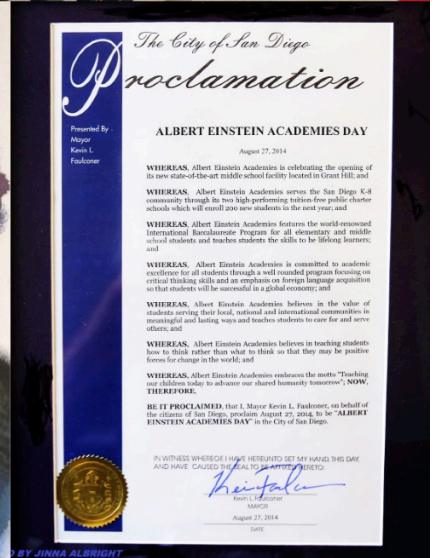 The City of San Diego
Proclamation
Presented By
Mayor
Kevin L.
Faulconer
ALBERT EINSTEIN ACADEMIES DAY
August 27, 2014
WHEREAS, Albert Einstein Academies is celebrating the opening of
its new state-of-the-art middle school facility located in Grant Hill; and
WHEREAS, Albert Einstein Academies serves the San Diego K-8
community through its two high-performing tuition-free public charter
schools which will enroll 200 new students in the next year; and
WHEREAS, Albert Einstein Academies features the world-renowned
International Baccalaureate Program for all elementary and middle
school students and teaches students the skills to be lifelong learners;
and
WHEREAS, Albert Einstein Academies is committed to academic
excellence for all students through a well rounded program focusing on
critical thinking skills and an emphasis on foreign language acquisition
so that students will be successful in a global economy; and
WHEREAS, Albert Einstein Academies believes in the value of
students serving their local, national and international communities in
meaningful and lasting ways and teaches students to care for and serve
others; and
WHEREAS, Albert Einstein Academies believes in teaching students
how to think rather than what to think so that they may be positive
forces for change in the world; and
WHEREAS, Albert Einstein Academies embraces the motto "Teaching
our children today to advance our shared humanity tomorrow"; NOW,
THEREFORE,
BE IT PROCLAIMED, that I, Mayor Kevin L. Faulconer, on behalf of
the citizens of San Diego, proclaim August 27, 2014, to be "ALBERT
EINSTEIN ACADEMIES DAY" in the City of San Diego.
IN WITNESS WHEREOF, I HAVE HEREUNTO SET MY HAND, THIS DAY,
AND HAVE CAUSED THE SEAL TO BE AFFIXED HERETO:
Kevin L. Faulconer
MAYOR
August 27, 2014
DATE
BY JINNA ALBRIGHT